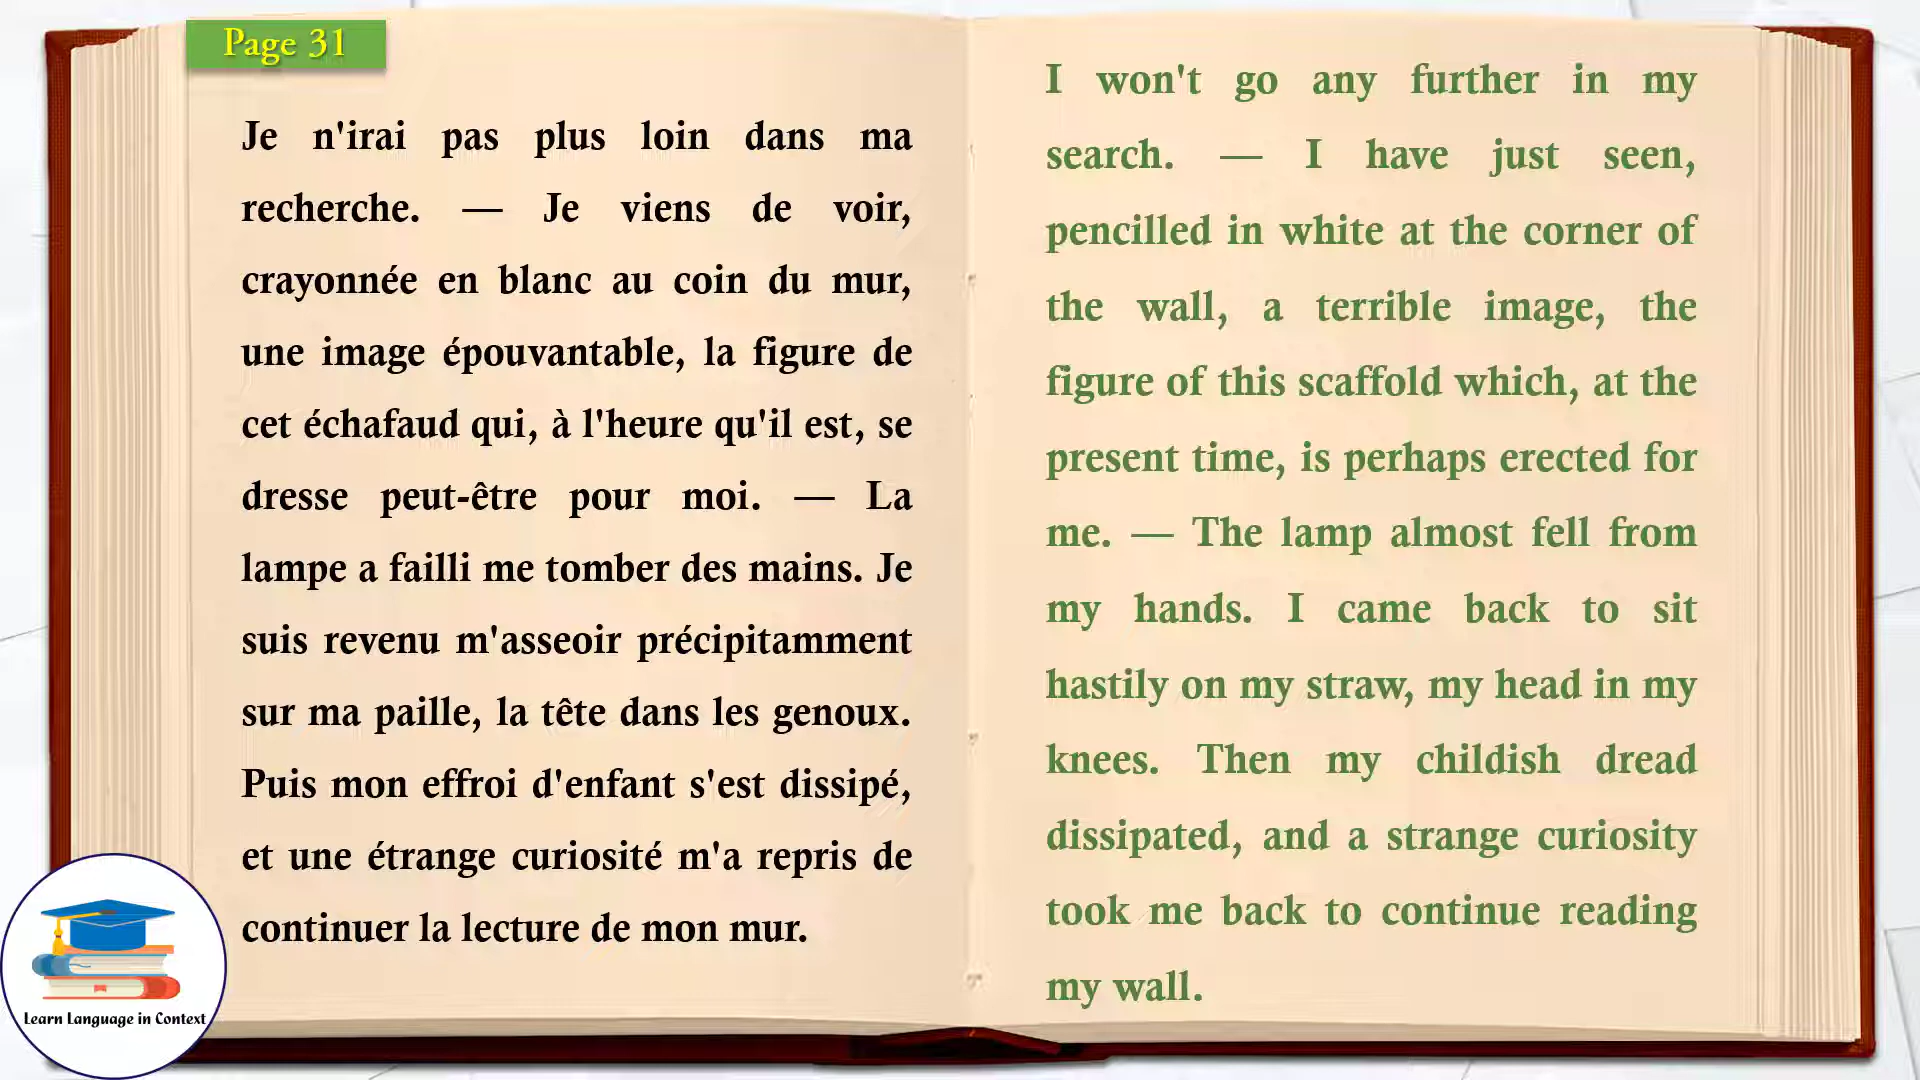 Page 31
Je n'irai pas plus loin dans ma
recherche. — Je viens de voir,
crayonnée en blanc au coin du mur,
une image épouvantable, la figure de
cet échafaud qui, à l'heure qu'il est, se
dresse peut-être pour moi. — La
lampe a failli me tomber des mains. Je
suis revenu m'asseoir précipitamment
sur ma paille, la tête dans les genoux.
Puis mon effroi d'enfant s'est dissipé,
et une étrange curiosité m'a repris de
continuer la lecture de mon mur.
I won't go any further in my
search. — I have just seen,
pencilled in white at the corner of
the wall, a terrible image, the
figure of this scaffold which, at the
present time, is perhaps erected for
me. — The lamp almost fell from
my hands. I came back to sit
hastily on my straw, my head in my
knees. Then my childish dread
dissipated, and a strange curiosity
took me back to continue reading
my wall.
Learn Language in Context